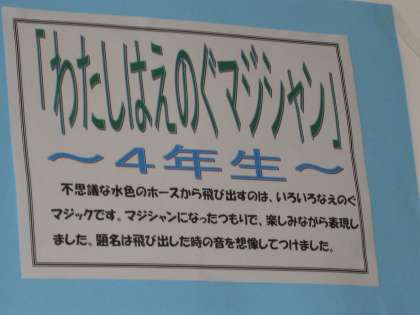 「わたしはえのぐマジシャン」
～４年生～
不思議な水色のホースから飛び出すのは、いろいろなえのぐ
マジックです。マジシャンになったつもりで、楽しみながら表現し
ました。題名は飛び出した時の音を想像してつけました。